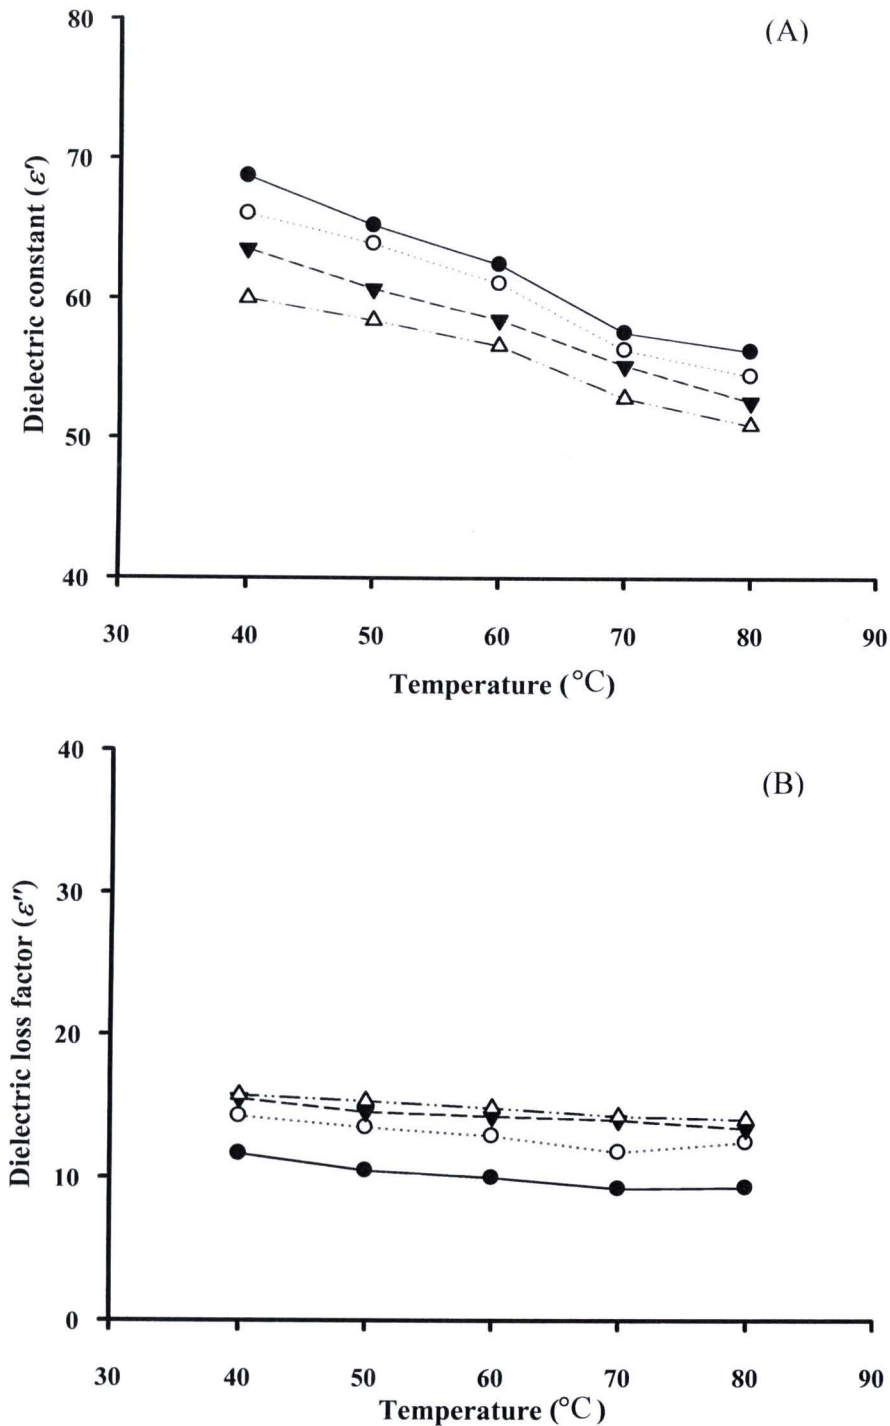 (A)
80
70
60
50
40
Dielectric constant (ε′)
30 40 50 60 70 80 90
Temperature (°C)
(B)
40
30
20
10
0
Dielectric loss factor (ε″)
30 40 50 60 70 80 90
Temperature (°C)